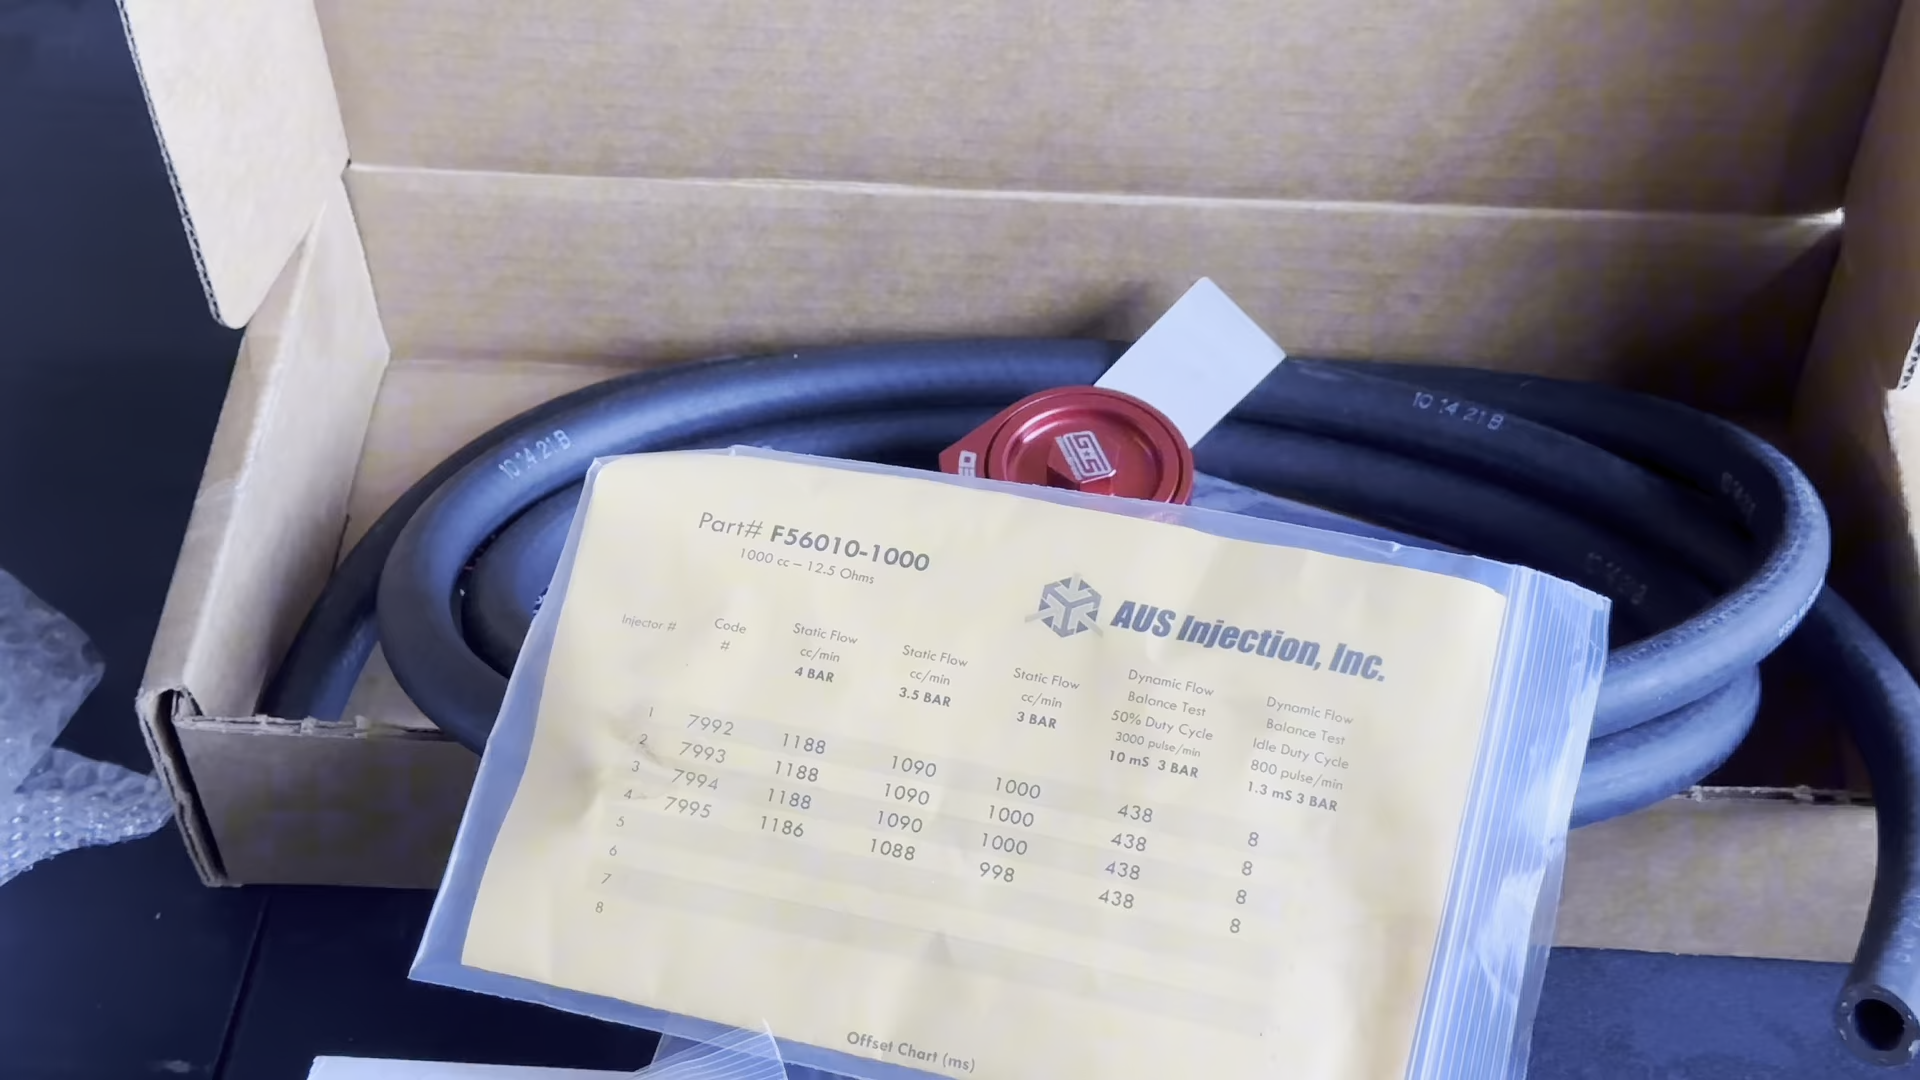 10 14 21 B
10 14 21 B
GRS
Part# F56010-1000
1000 cc – 12.5 Ohms
AUS Injection, Inc.
Injector #
Code
#
Static Flow
cc/min
4 BAR
Static Flow
cc/min
3.5 BAR
Static Flow
cc/min
3 BAR
Dynamic Flow
Balance Test
50% Duty Cycle
3000 pulse/min
10 mS 3 BAR
Dynamic Flow
Balance Test
Idle Duty Cycle
800 pulse/min
1.3 mS 3 BAR
1 7992 1188 1090 1000 438 8
2 7993 1188 1090 1000 438 8
3 7994 1188 1090 1000 438 8
4 7995 1186 1088 998 438 8
5
6
7
8
Offset Chart (ms)